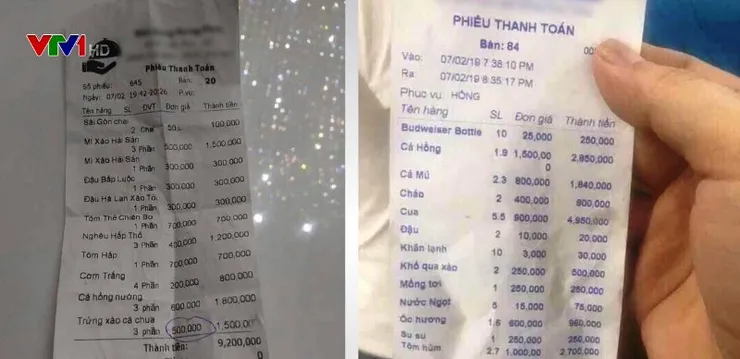 VTV1 HD
Phiếu Thanh Toán
Số phiếu: 645 Bàn: 20
Ngày: 07/02 P.vụ:
Tên hàng SL ĐVT Đơn giá Thành tiền
Sài Gòn chai
2 Chai 50, 100,000
Mì Xào Hải Sản
3 Phần 500,000 1,500,000
Mì Xào Hải Sản
1 Phần 300,000 300,000
Đậu Bắp Luộc
1 Phần 300,000 300,000
Đậu Hà Lan Xào Tỏi
1 Phần 300,000 300,000
Tôm Thẻ Chiên Bơ
1 Phần 700,000 700,000
Nghêu Hấp Thố
3 Phần 400,000 1,200,000
Tôm Hấp
1 Phần 700,000 700,000
Cơm Trắng
4 Phần 200,000 800,000
Cá hồng nướng
3 phần 600,000 1,800,000
Trứng xào cà chua
3 phần 500,000 1,500,000
Thành tiền: 9,200,000
PHIẾU THANH TOÁN
Bàn: 84
Vào: 07/02/19 7:38:10 PM
Ra: 07/02/19 8:35:17 PM
Phục vụ: HỒNG
Tên hàng SL Đơn giá Thành tiền
Budweiser Bottle 10 25,000 250,000
Cá Hồng 1.9 1,500,00
0 2,850,000
Cá Mú 2.3 800,000 1,840,000
Cháo 2 400,000 800,000
Cua 5.5 900,000 4,950,000
Đậu 2 10,000 20,000
Khăn lạnh 10 3,000 30,000
Khổ qua xào 2 250,000 500,000
Mồng tơi 1 250,000 250,000
Nước Ngọt 5 15,000 75,000
Ốc hương 1.6 600,000 960,000
Su su 1 250,000 250,000
Tôm hùm 2.7 1,000,00 2,700,000